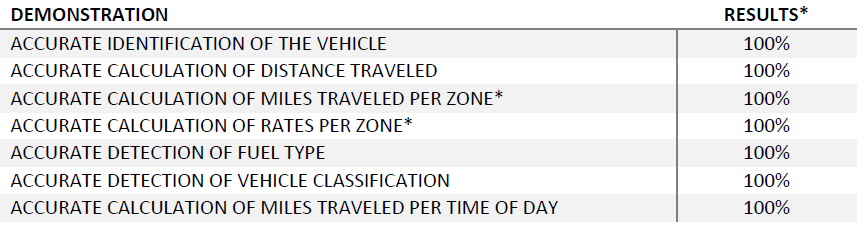 DEMONSTRATION RESULTS*
ACCURATE IDENTIFICATION OF THE VEHICLE 100%
ACCURATE CALCULATION OF DISTANCE TRAVELED 100%
ACCURATE CALCULATION OF MILES TRAVELED PER ZONE* 100%
ACCURATE CALCULATION OF RATES PER ZONE* 100%
ACCURATE DETECTION OF FUEL TYPE 100%
ACCURATE DETECTION OF VEHICLE CLASSIFICATION 100%
ACCURATE CALCULATION OF MILES TRAVELED PER TIME OF DAY 100%